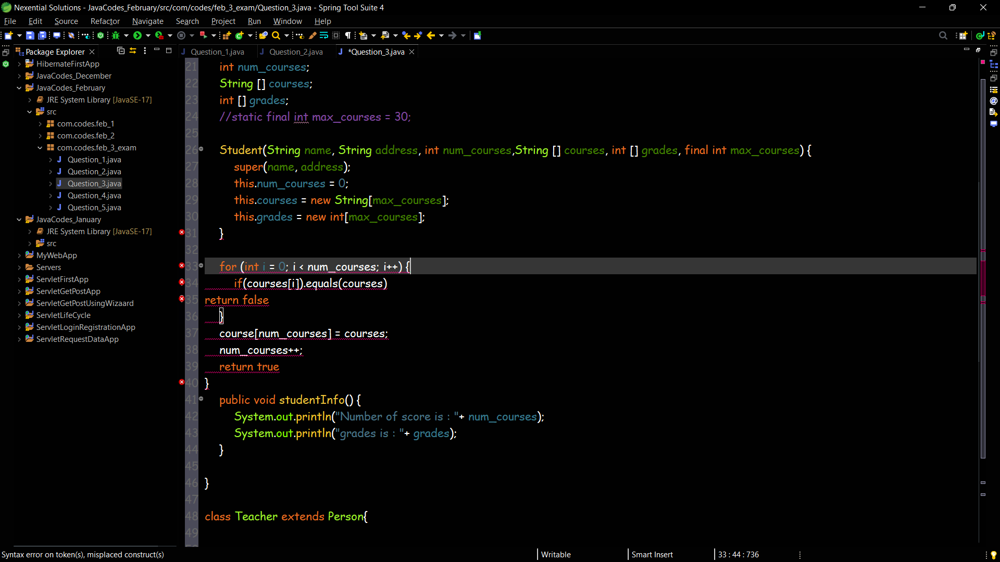 Nexential Solutions - JavaCodes_February/src/com/codes/feb_3_exam/Question_3.java - Spring Tool Suite 4
File Edit Source Refactor Navigate Search Project Run Window Help
Package Explorer
HibernateFirstApp
JavaCodes_December
JavaCodes_February
JRE System Library [JavaSE-17]
src
com.codes.feb_1
com.codes.feb_2
com.codes.feb_3_exam
Question_1.java
Question_2.java
Question_3.java
Question_4.java
Question_5.java
JavaCodes_January
JRE System Library [JavaSE-17]
src
MyWebApp
Servers
ServletFirstApp
ServletGetPostApp
ServletGetPostUsingWizaard
ServletLifeCycle
ServletLoginRegistrationApp
ServletRequestDataApp
Question_1.java Question_2.java *Question_3.java
21 int num_courses;
22 String [] courses;
23 int [] grades;
24 //static final int max_courses = 30;
25
26 Student(String name, String address, int num_courses,String [] courses, int [] grades, final int max_courses) {
27 super(name, address);
28 this.num_courses = 0;
29 this.courses = new String[max_courses];
30 this.grades = new int[max_courses];
31 }
32
33 for (int i = 0; i < num_courses; i++) {
34 if(courses[i]).equals(courses)
35 return false
36 }
37 course[num_courses] = courses;
38 num_courses++;
39 return true
40 }
41 public void studentInfo() {
42 System.out.println("Number of score is : "+ num_courses);
43 System.out.println("grades is : "+ grades);
44 }
45
46 }
47
48 class Teacher extends Person{
49
Syntax error on token(s), misplaced construct(s) Writable Smart Insert 33 : 44 : 736